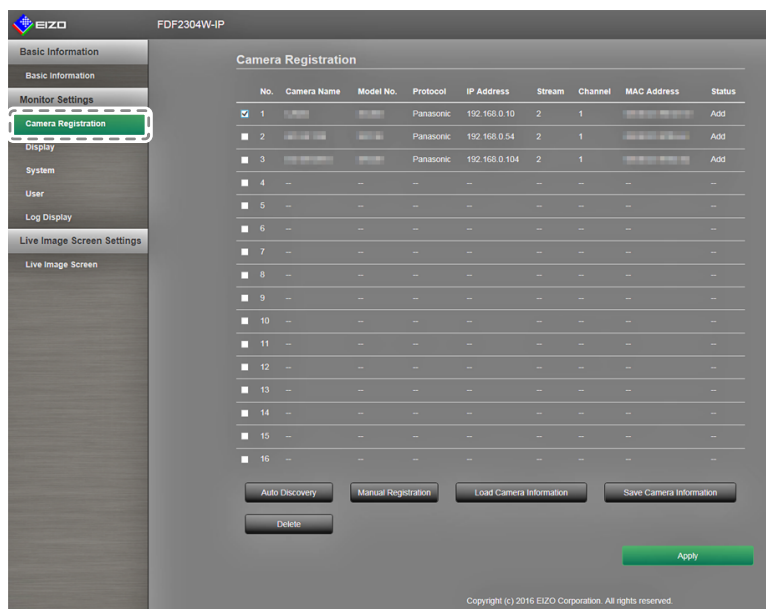 EIZO FDF2304W-IP
Basic Information
Basic Information
Monitor Settings
Camera Registration
Display
System
User
Log Display
Live Image Screen Settings
Live Image Screen
Camera Registration
No. Camera Name Model No. Protocol IP Address Stream Channel MAC Address Status
1 Panasonic 192.168.0.10 2 1 Add
2 Panasonic 192.168.0.54 2 1 Add
3 Panasonic 192.168.0.104 2 1 Add
4 -- -- -- -- -- -- -- --
5 -- -- -- -- -- -- -- --
6 -- -- -- -- -- -- -- --
7 -- -- -- -- -- -- -- --
8 -- -- -- -- -- -- -- --
9 -- -- -- -- -- -- -- --
10 -- -- -- -- -- -- -- --
11 -- -- -- -- -- -- -- --
12 -- -- -- -- -- -- -- --
13 -- -- -- -- -- -- -- --
14 -- -- -- -- -- -- -- --
15 -- -- -- -- -- -- -- --
16 -- -- -- -- -- -- -- --
Auto Discovery Manual Registration Load Camera Information Save Camera Information
Delete
Apply
Copyright (c) 2016 EIZO Corporation. All rights reserved.